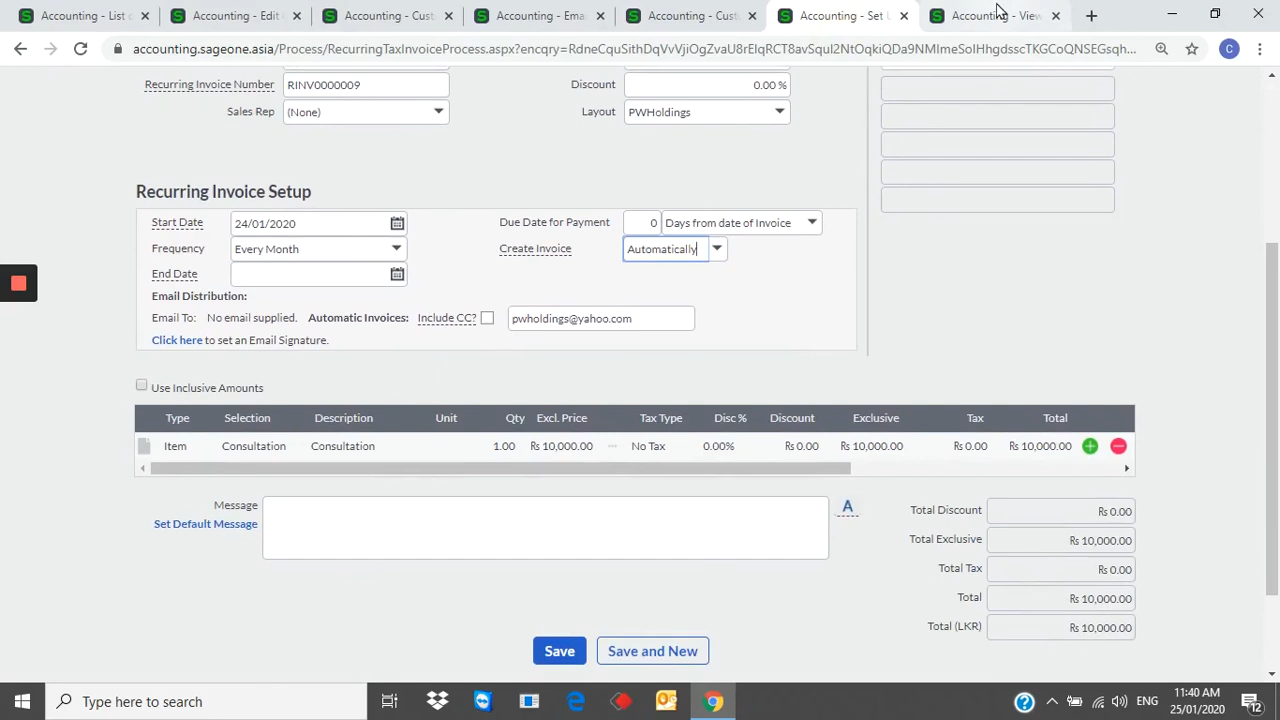 Accounting - List o
Accounting - Edit
Accounting - Cust
Accounting - Ema
Accounting - Cust
Accounting - Set U
Accounting - View
accounting.sageone.asia/Process/RecurringTaxInvoiceProcess.aspx?encqry=
C
Recurring Invoice Number RINV0000009
Discount 0.00 %
Sales Rep (None)
Layout PWHoldings
Recurring Invoice Setup
Start Date 24/01/2020
Due Date for Payment 0 Days from date of Invoice
Frequency Every Month
Create Invoice Automatically
End Date
Email Distribution:
Email To: No email supplied. Automatic Invoices: Include CC? pwholdings@yahoo.com
Click here to set an Email Signature.
Use Inclusive Amounts
Type Selection Description Unit Qty Excl. Price Tax Type Disc % Discount Exclusive Tax Total
Item Consultation Consultation 1.00 Rs 10,000.00 No Tax 0.00% Rs 0.00 Rs 10,000.00 Rs 0.00 Rs 10,000.00
Message
A
Set Default Message
Total Discount Rs 0.00
Total Exclusive Rs 10,000.00
Total Tax Rs 0.00
Total Rs 10,000.00
Total (LKR) Rs 10,000.00
Save
Save and New
Type here to search
ENG
11:40 AM
25/01/2020
12